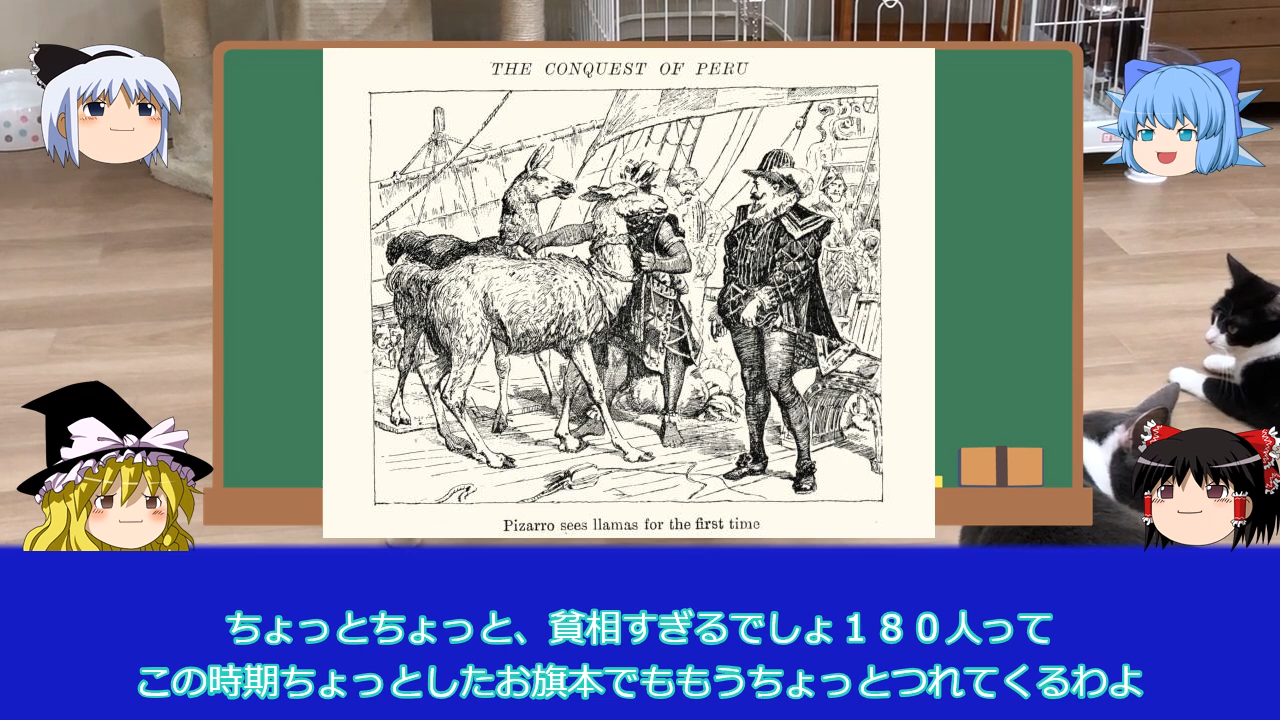 THE CONQUEST OF PERU
Pizarro sees llamas for the first time
ちょっとちょっと、貧相すぎるでしょ１８０人って
この時期ちょっとしたお旗本でももうちょっとつれてくるわよ